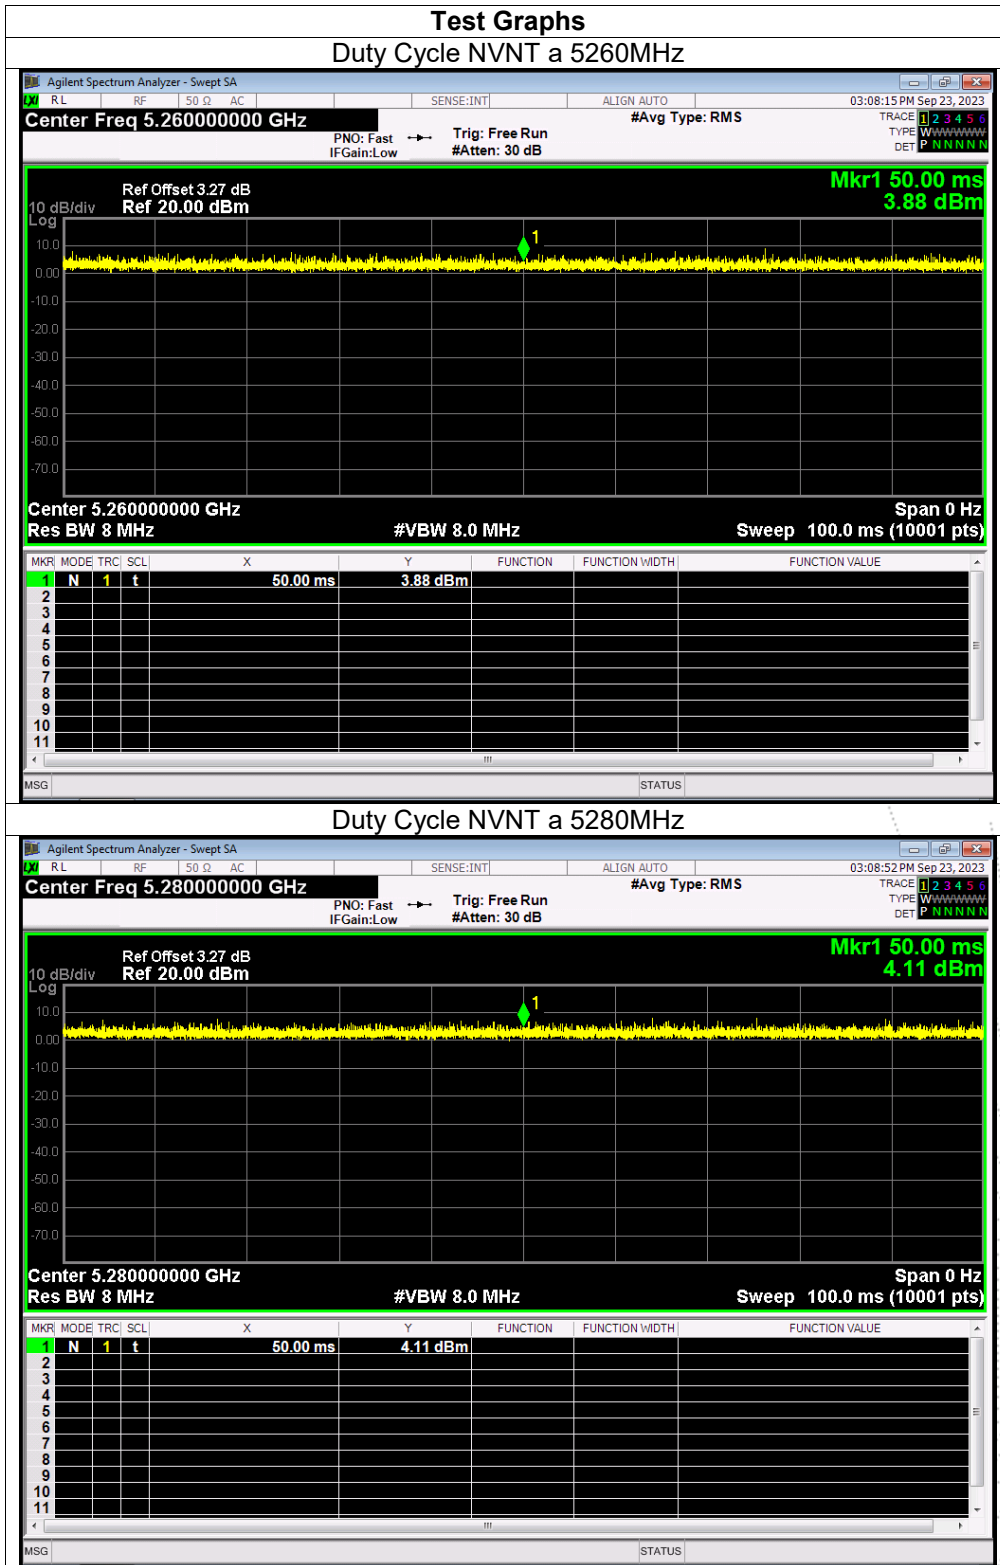 Test Graphs
Duty Cycle NVNT a 5260MHz
Agilent Spectrum Analyzer - Swept SA
LXI RL RF 50 Ω AC SENSE:INT ALIGN AUTO 03:08:15 PM Sep 23, 2023
Center Freq 5.260000000 GHz #Avg Type: RMS TRACE 1 2 3 4 5 6
PNO: Fast Trig: Free Run TYPE WWWWWW
IFGain:Low #Atten: 30 dB DET P N N N N N
Mkr1 50.00 ms
Ref Offset 3.27 dB
10 dB/div Ref 20.00 dBm 3.88 dBm
Log
1
10.0
0.00
-10.0
-20.0
-30.0
-40.0
-50.0
-60.0
-70.0
Center 5.260000000 GHz Span 0 Hz
Res BW 8 MHz #VBW 8.0 MHz Sweep 100.0 ms (10001 pts)
MKR MODE TRC SCL X Y FUNCTION FUNCTION WIDTH FUNCTION VALUE
1 N 1 t 50.00 ms 3.88 dBm
2
3
4
5
6
7
8
9
10
11
MSG STATUS
Duty Cycle NVNT a 5280MHz
Agilent Spectrum Analyzer - Swept SA
LXI RL RF 50 Ω AC SENSE:INT ALIGN AUTO 03:08:52 PM Sep 23, 2023
Center Freq 5.280000000 GHz #Avg Type: RMS TRACE 1 2 3 4 5 6
PNO: Fast Trig: Free Run TYPE WWWWWW
IFGain:Low #Atten: 30 dB DET P N N N N N
Mkr1 50.00 ms
Ref Offset 3.27 dB
10 dB/div Ref 20.00 dBm 4.11 dBm
Log
1
10.0
0.00
-10.0
-20.0
-30.0
-40.0
-50.0
-60.0
-70.0
Center 5.280000000 GHz Span 0 Hz
Res BW 8 MHz #VBW 8.0 MHz Sweep 100.0 ms (10001 pts)
MKR MODE TRC SCL X Y FUNCTION FUNCTION WIDTH FUNCTION VALUE
1 N 1 t 50.00 ms 4.11 dBm
2
3
4
5
6
7
8
9
10
11
MSG STATUS